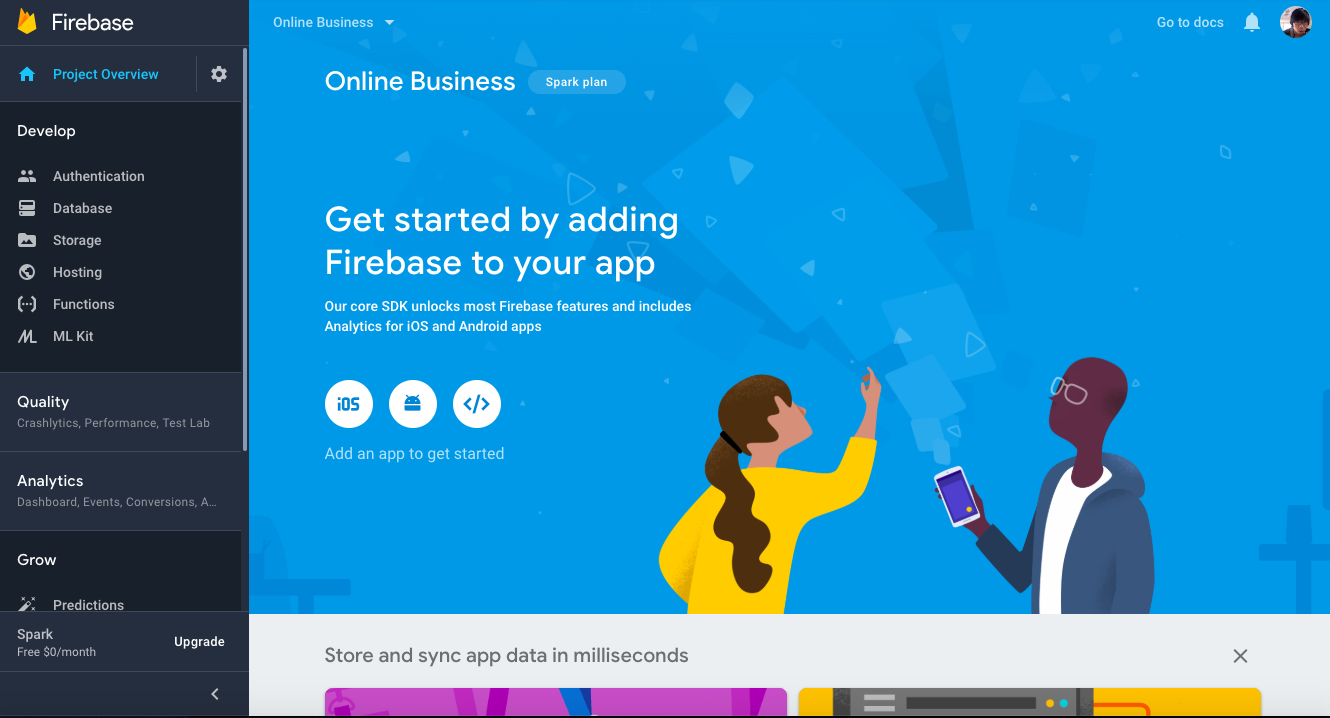 Firebase
Online Business
Go to docs
Project Overview
Online Business
Spark plan
Develop
Authentication
Database
Storage
Hosting
Functions
ML Kit
Get started by adding
Firebase to your app
Our core SDK unlocks most Firebase features and includes
Analytics for iOS and Android apps
iOS
</>
Add an app to get started
Quality
Crashlytics, Performance, Test Lab
Analytics
Dashboard, Events, Conversions, A...
Grow
Predictions
Spark
Free $0/month
Upgrade
Store and sync app data in milliseconds